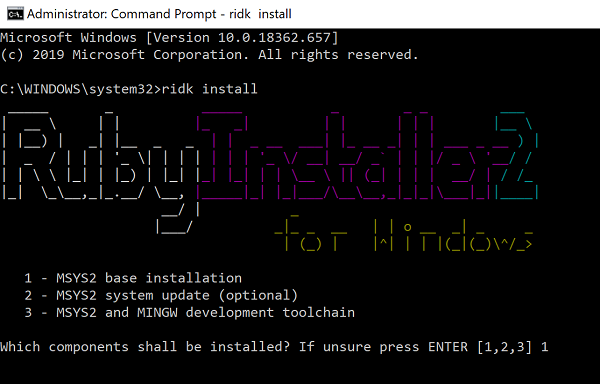 Administrator: Command Prompt - ridk install
Microsoft Windows [Version 10.0.18362.657]
(c) 2019 Microsoft Corporation. All rights reserved.
C:\WINDOWS\system32>ridk install
RubyInstaller2
for Windows
1 - MSYS2 base installation
2 - MSYS2 system update (optional)
3 - MSYS2 and MINGW development toolchain
Which components shall be installed? If unsure press ENTER [1,2,3] 1